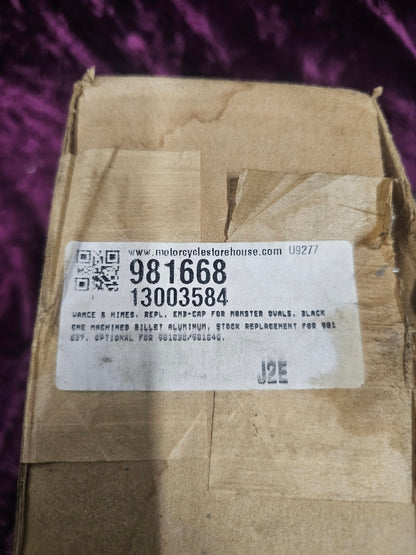 www.motorcyclestorehouse.com U9277
981668
13003584
VANCE & HINES, REPL. END-CAP FOR MONSTER OVALS. BLACK
CNC MACHINED BILLET ALUMINUM, STOCK REPLACEMENT FOR 981
637, OPTIONAL FOR 981638/981640.
J2E